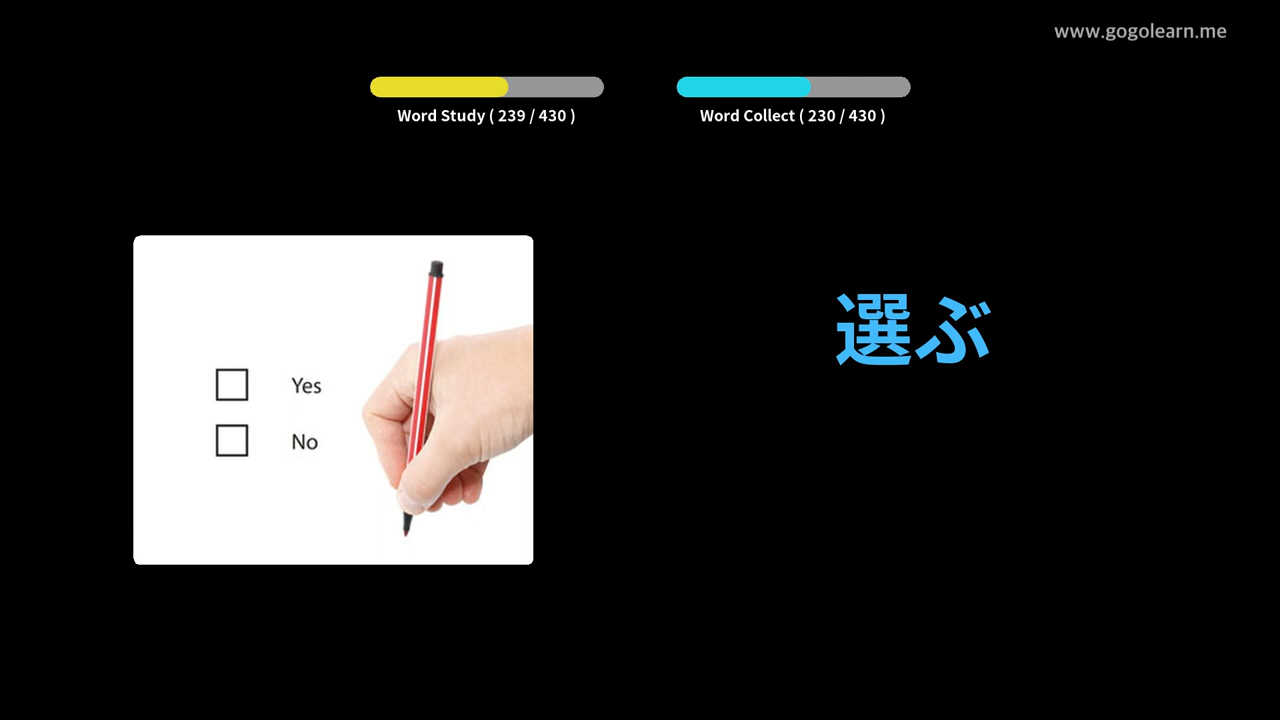 www.gogolearn.me
Word Study ( 239 / 430 )
Word Collect ( 230 / 430 )
選ぶ
Yes
No